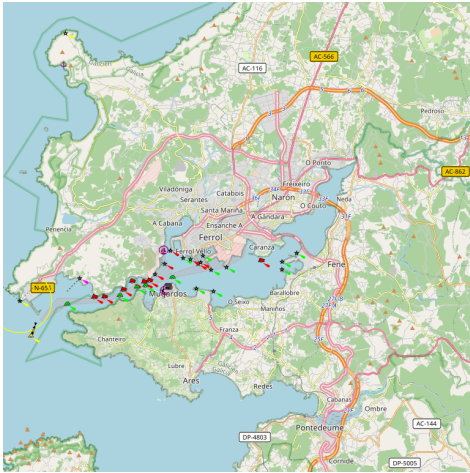 AC-566
AC-116
Pedroso
AC-862
O Ponto
Viladóniga
Catabois
Freixeiro
Serantes
Naron
Neda
Santa Mariña
O Couto
A Cabana
Ensanche A
A Gándara
Ferrol
Ferrol Vello
Caranza
Fene
N-651
Mugardos
Barallobre
O Seixo
Maniños
Franza
Chanteiro
Lubre
Ares
Redes
Cabanas
Ombre
AC-144
Pontedeume
DP-4803
Cornide
DP-5005